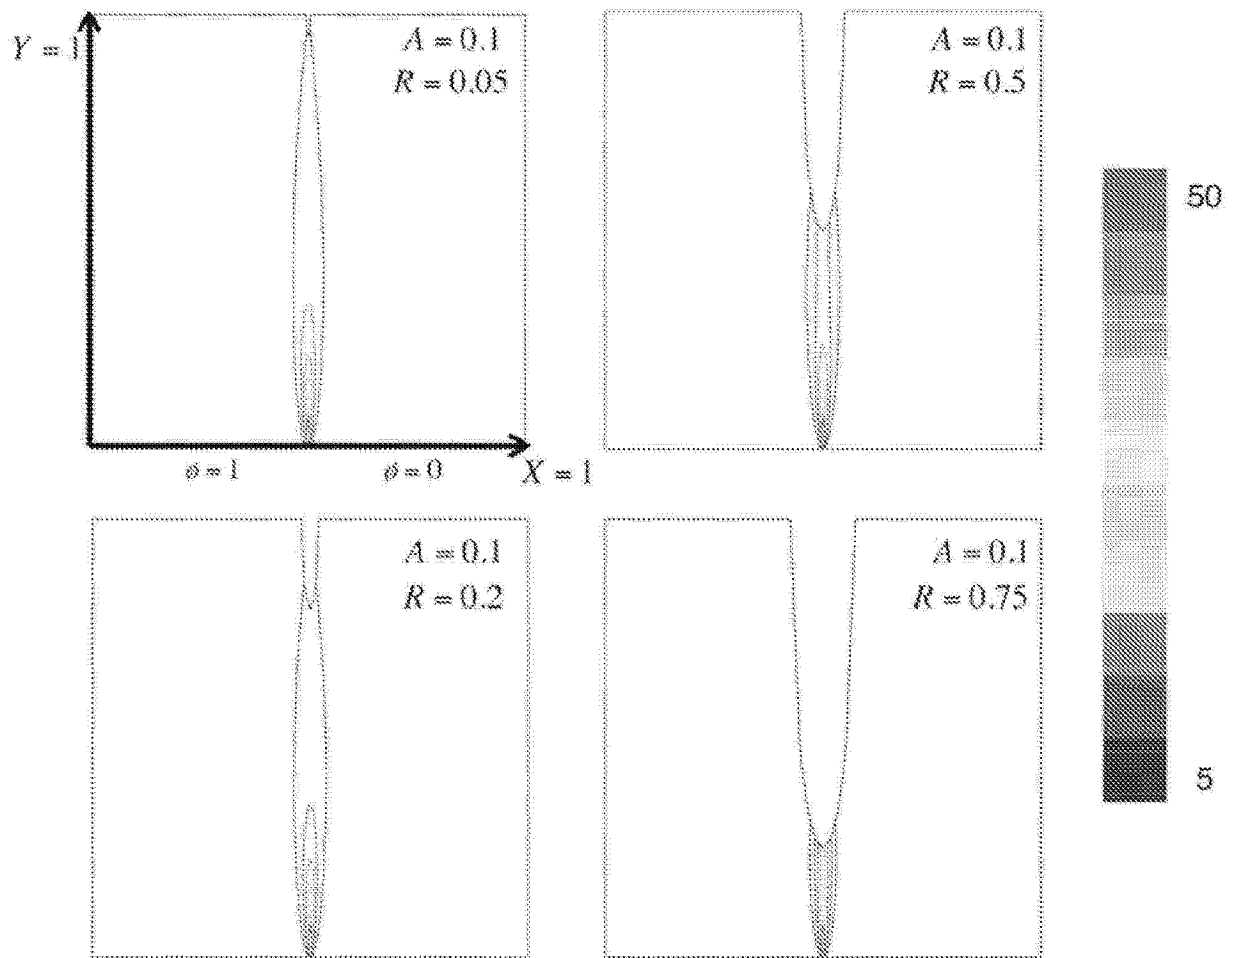 Y = 1
A = 0.1
R = 0.05
A = 0.1
R = 0.5
50
ø = 1
ø = 0
X = 1
A = 0.1
R = 0.2
A = 0.1
R = 0.75
5